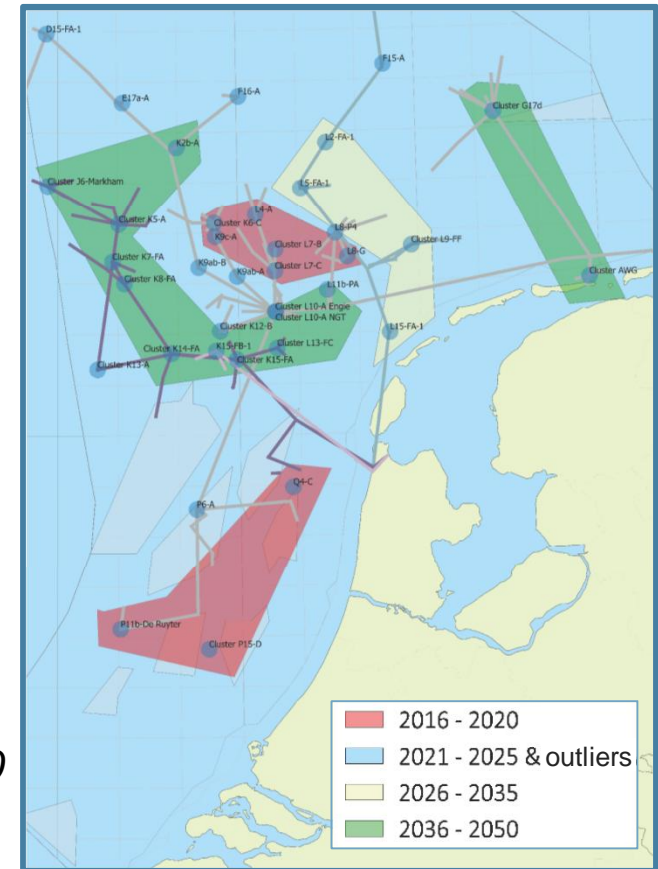 D15-FA-1
F15-A
E17a-A
F16-A
Cluster G17d
K2b-A
L2-FA-1
Cluster J6-Markham
L5-FA-1
L4-A
Cluster K5-A
Cluster K6-C
K9c-A
L8-P4
Cluster L7-B
L8-G
Cluster L9-FF
Cluster K7-FA
K9ab-B
Cluster L7-C
K9ab-A
Cluster AWG
Cluster K8-FA
L11b-PA
Cluster L10-A Engie
Cluster L10-A NGT
Cluster K12-B
L15-FA-1
K15-FB-1
Cluster L13-FC
Cluster K14-FA
Cluster K15-FA
Cluster K13-A
Q4-C
P6-A
P11b-De Ruyter
Cluster P15-D
2016 - 2020
2021 - 2025 & outliers
2026 - 2035
2036 - 2050